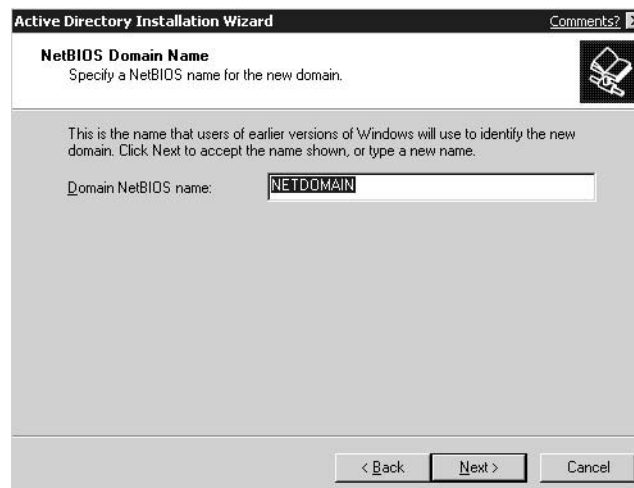 Active Directory Installation Wizard Comments?
NetBIOS Domain Name
Specify a NetBIOS name for the new domain.
This is the name that users of earlier versions of Windows will use to identify the new
domain. Click Next to accept the name shown, or type a new name.
Domain NetBIOS name: NETDOMAIN
< Back Next > Cancel